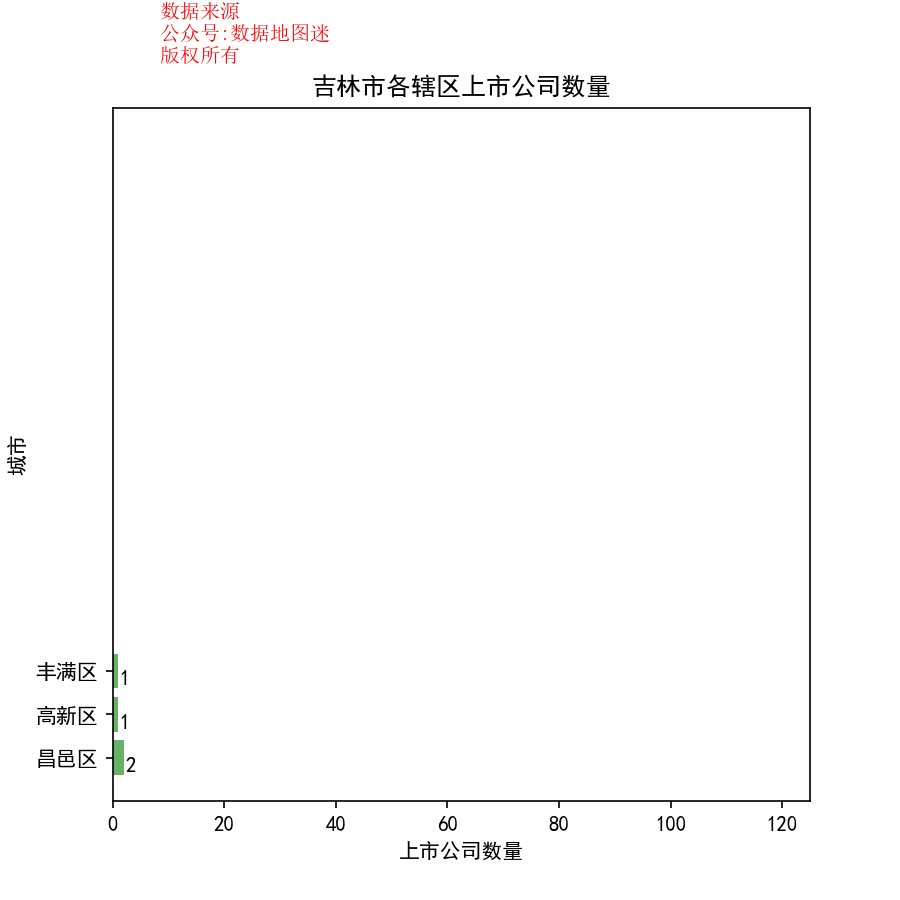 数据来源
公众号:数据地图迷
版权所有
吉林市各辖区上市公司数量
城市
丰满区 1
高新区 1
昌邑区 2
0 20 40 60 80 100 120
上市公司数量